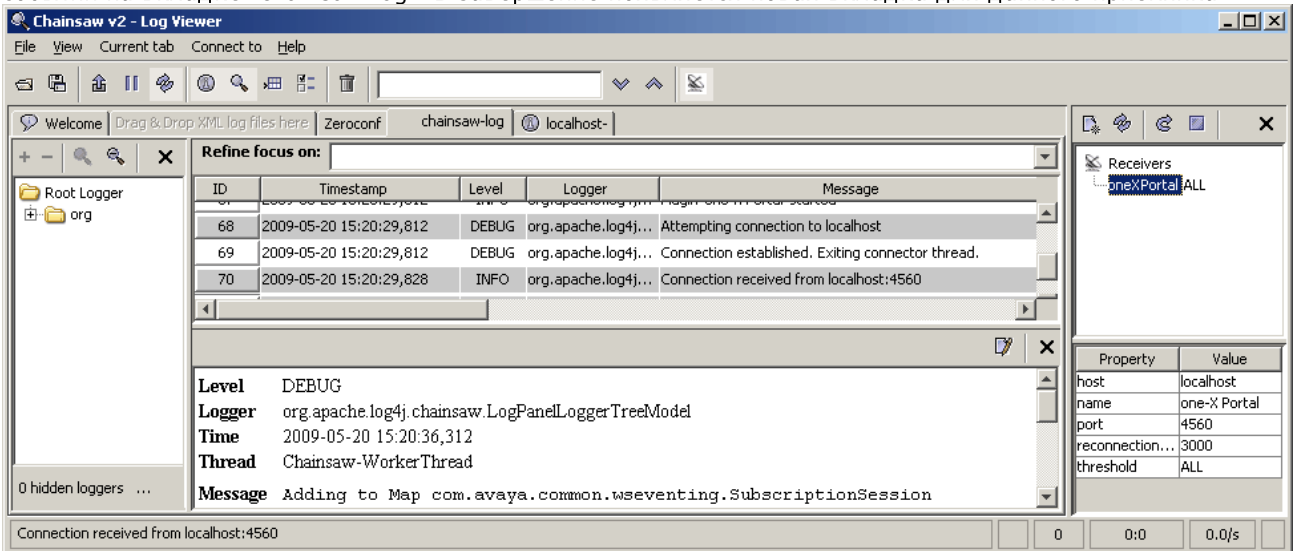 Chainsaw v2 - Log Viewer
File View Current tab Connect to Help
Welcome Drag & Drop XML log files here Zeroconf chainsaw-log localhost-
Refine focus on:
Root Logger
org
0 hidden loggers ...
ID Timestamp Level Logger Message
68 2009-05-20 15:20:29,812 DEBUG org.apache.log4j... Attempting connection to localhost
69 2009-05-20 15:20:29,812 DEBUG org.apache.log4j... Connection established. Exiting connector thread.
70 2009-05-20 15:20:29,828 INFO org.apache.log4j... Connection received from localhost:4560
Level DEBUG
Logger org.apache.log4j.chainsaw.LogPanelLoggerTreeModel
Time 2009-05-20 15:20:36,312
Thread Chainsaw-WorkerThread
Message Adding to Map com.avaya.common.wseventing.SubscriptionSession
Receivers
oneXPortal ALL
Property Value
host localhost
name one-X Portal
port 4560
reconnection... 3000
threshold ALL
Connection received from localhost:4560
0 0:0 0.0/s